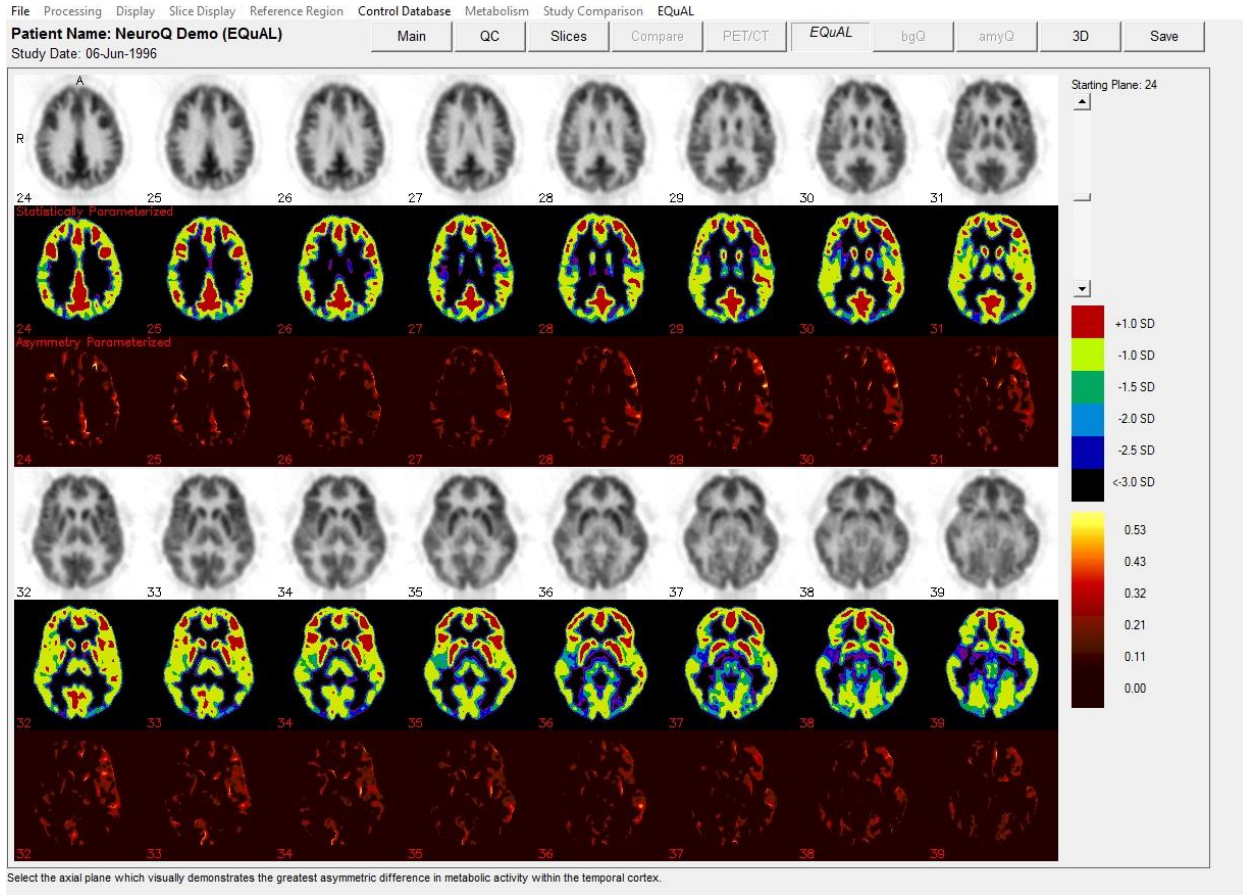 File Processing Display Slice Display Reference Region Control Database Metabolism Study Comparison EQuAL
Patient Name: NeuroQ Demo (EQuAL)
Main QC Slices Compare PET/CT EQuAL bgQ amyQ 3D Save
Study Date: 06-Jun-1996
A
Starting Plane: 24
R
24 25 26 27 28 29 30 31
Statistically Parameterized
24 25 26 27 28 29 30 31
+1.0 SD
Asymmetry Parameterized
-1.0 SD
-1.5 SD
-2.0 SD
-2.5 SD
24 25 26 27 28 29 30 31
<-3.0 SD
0.53
0.43
32 33 34 35 36 37 38 39
0.32
0.21
0.11
0.00
32 33 34 35 36 37 38 39
32 33 34 35 36 37 38 39
Select the axial plane which visually demonstrates the greatest asymmetric difference in metabolic activity within the temporal cortex.